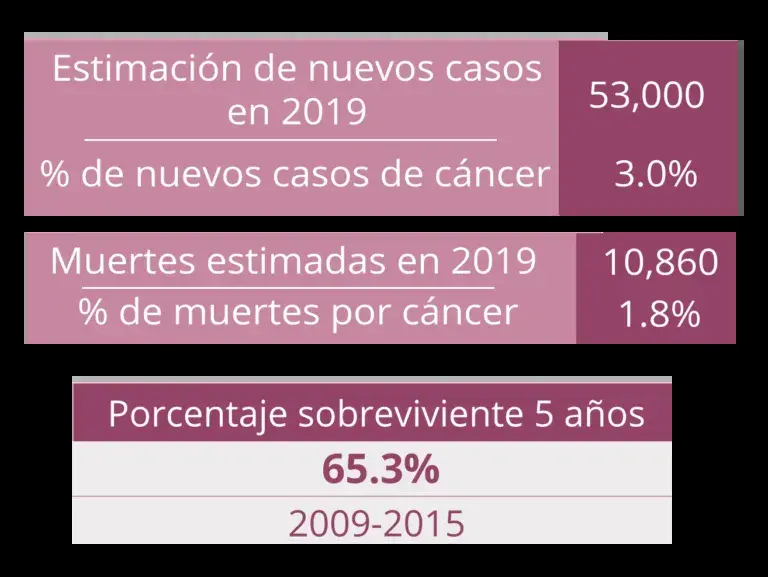 Estimación de nuevos casos
en 2019
53,000
% de nuevos casos de cáncer
3.0%
Muertes estimadas en 2019
10,860
% de muertes por cáncer
1.8%
Porcentaje sobreviviente 5 años
65.3%
2009-2015